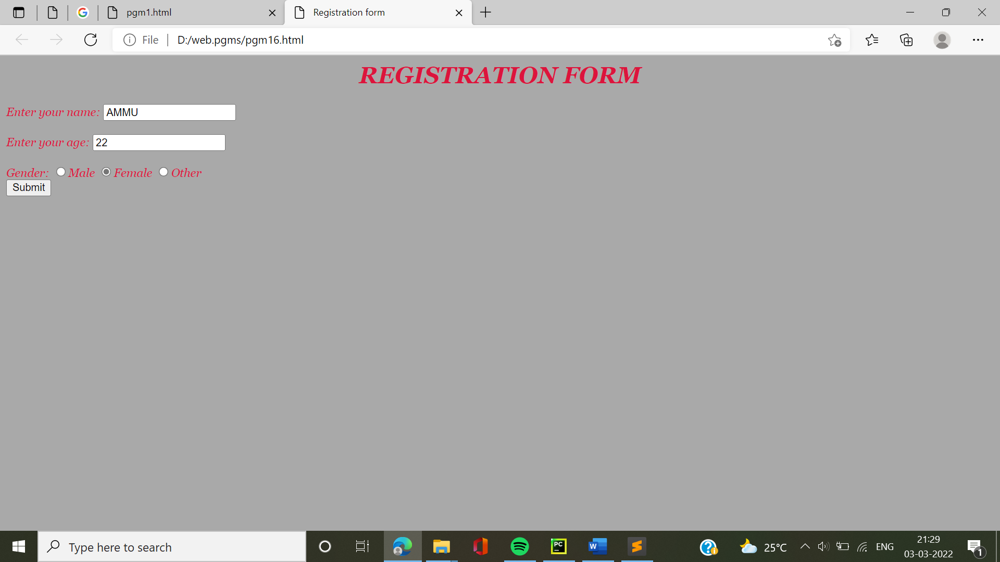 pgm1.html
Registration form
File D:/web.pgms/pgm16.html
REGISTRATION FORM
Enter your name: AMMU
Enter your age: 22
Gender: Male Female Other
Submit
Type here to search
PC
W
25°C
ENG
21:29
03-03-2022
1